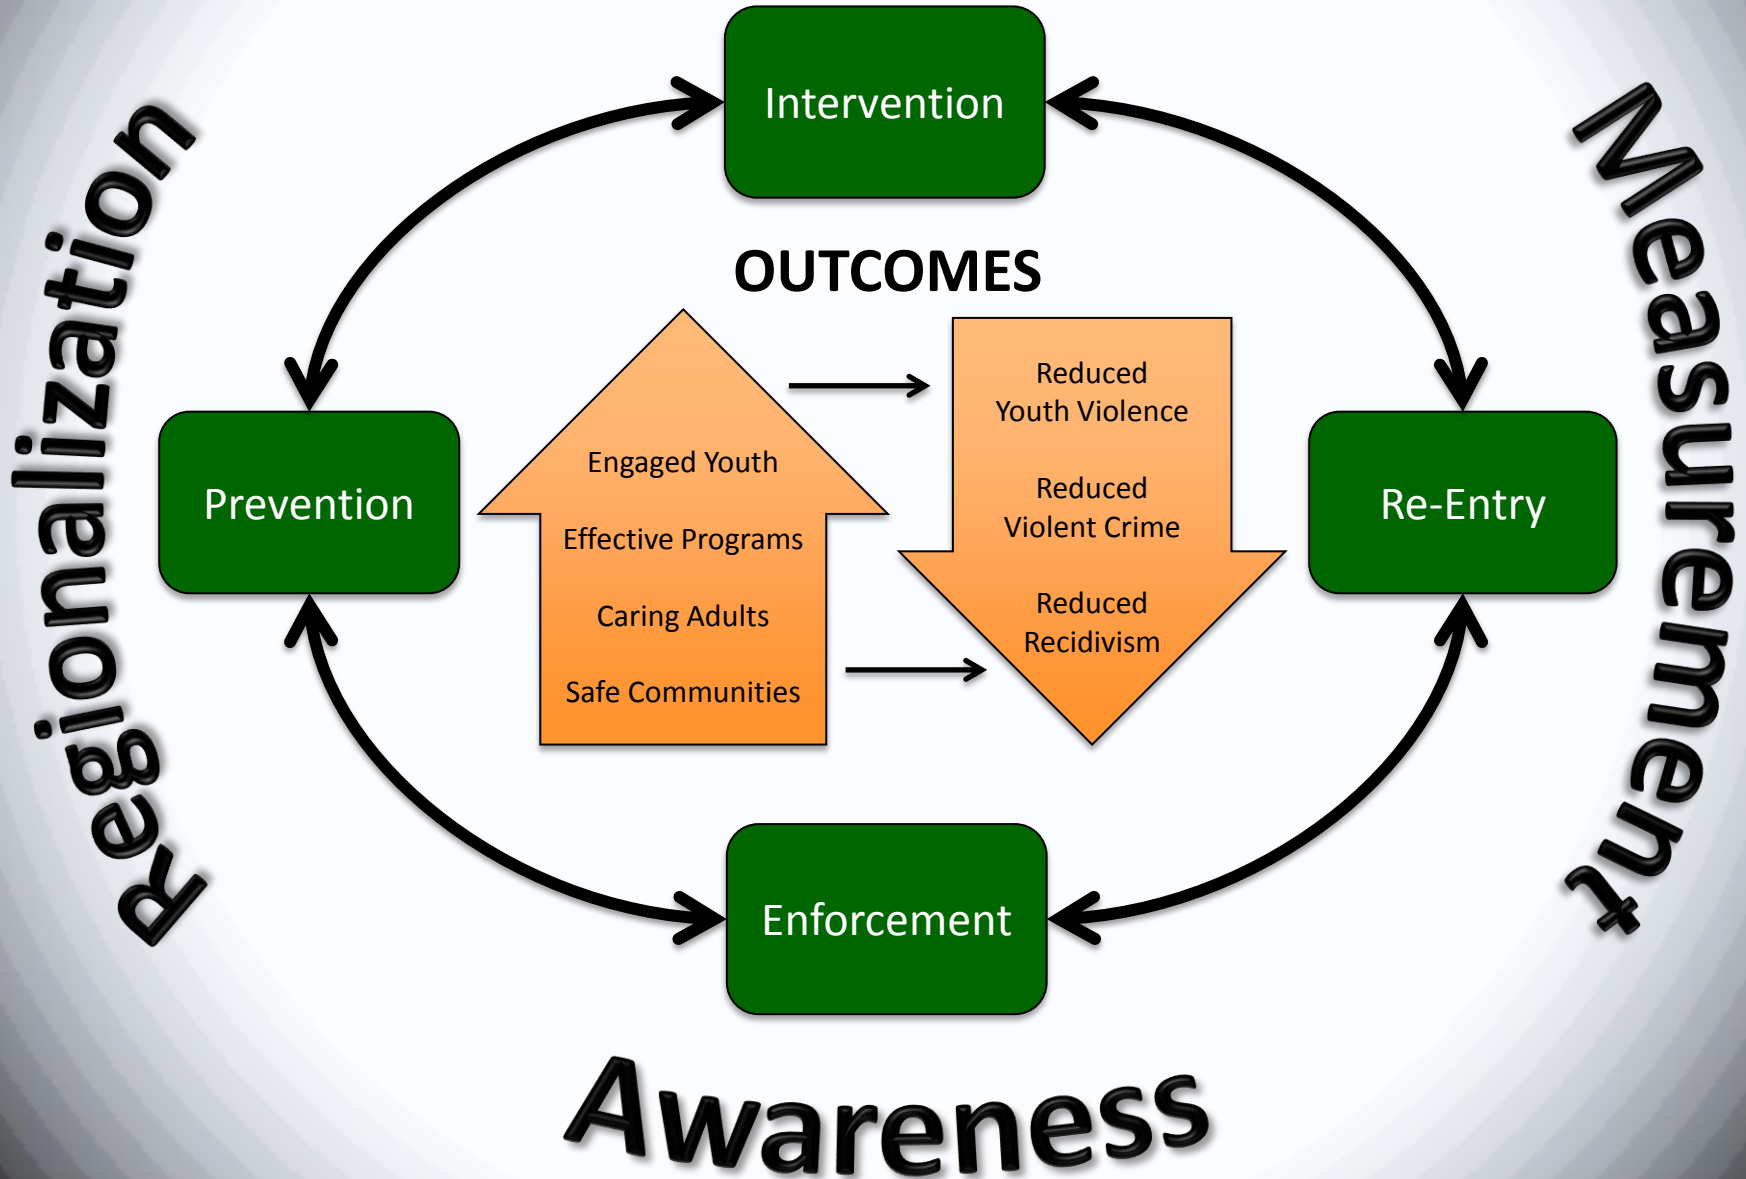 Intervention
Regionalization
Measurement
OUTCOMES
Prevention
Engaged Youth
Effective Programs
Caring Adults
Safe Communities
Reduced
Youth Violence
Reduced
Violent Crime
Reduced
Recidivism
Re-Entry
Enforcement
Awareness